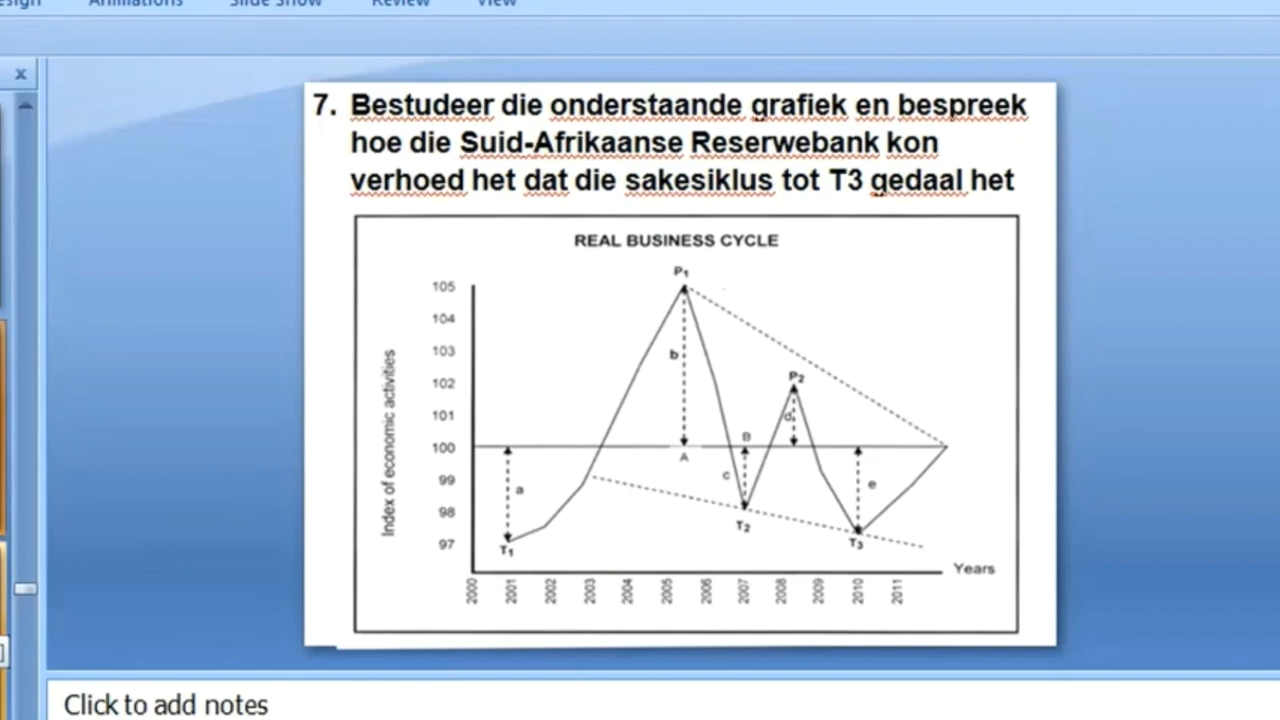 Design Animations Slide Show Review View
x
7. Bestudeer die onderstaande grafiek en bespreek
hoe die Suid-Afrikaanse Reserwebank kon
verhoed het dat die sakesiklus tot T3 gedaal het
REAL BUSINESS CYCLE
P1
105
104
103
b
102
P2
101
d
B
100
A
99
a
c
e
98
T2
97
T1
T3
Index of economic activities
Years
2000 2001 2002 2003 2004 2005 2006 2007 2008 2009 2010 2011
Click to add notes